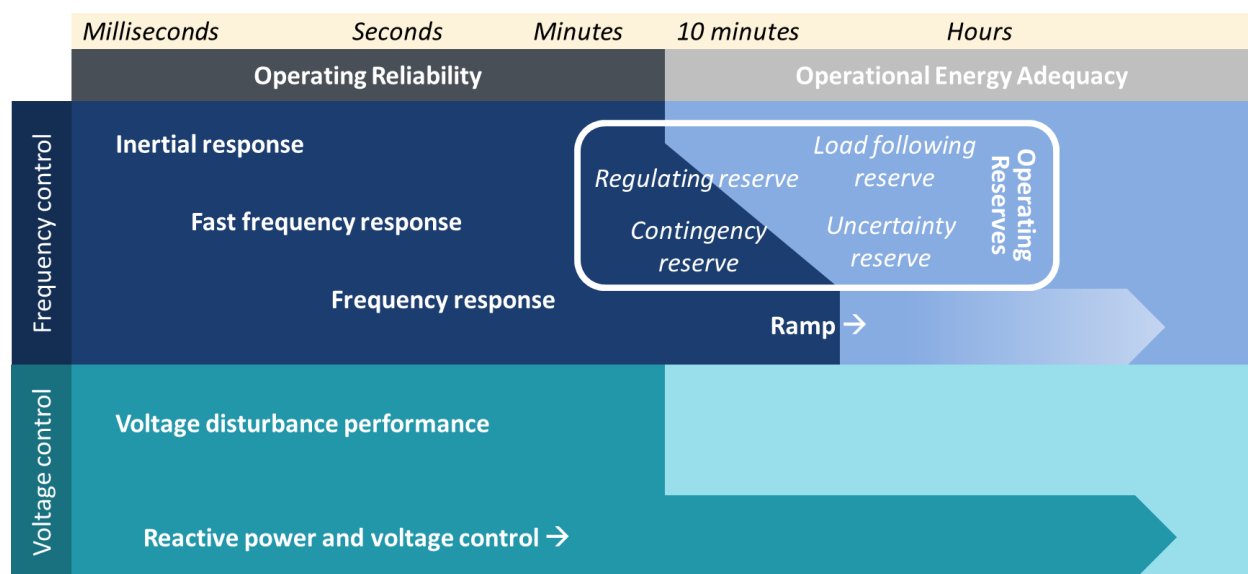 Milliseconds Seconds Minutes 10 minutes Hours
Operating Reliability Operational Energy Adequacy
Frequency control
Inertial response
Fast frequency response
Frequency response
Regulating reserve
Contingency
reserve
Load following
reserve
Uncertainty
reserve
Operating
Reserves
Ramp →
Voltage control
Voltage disturbance performance
Reactive power and voltage control →